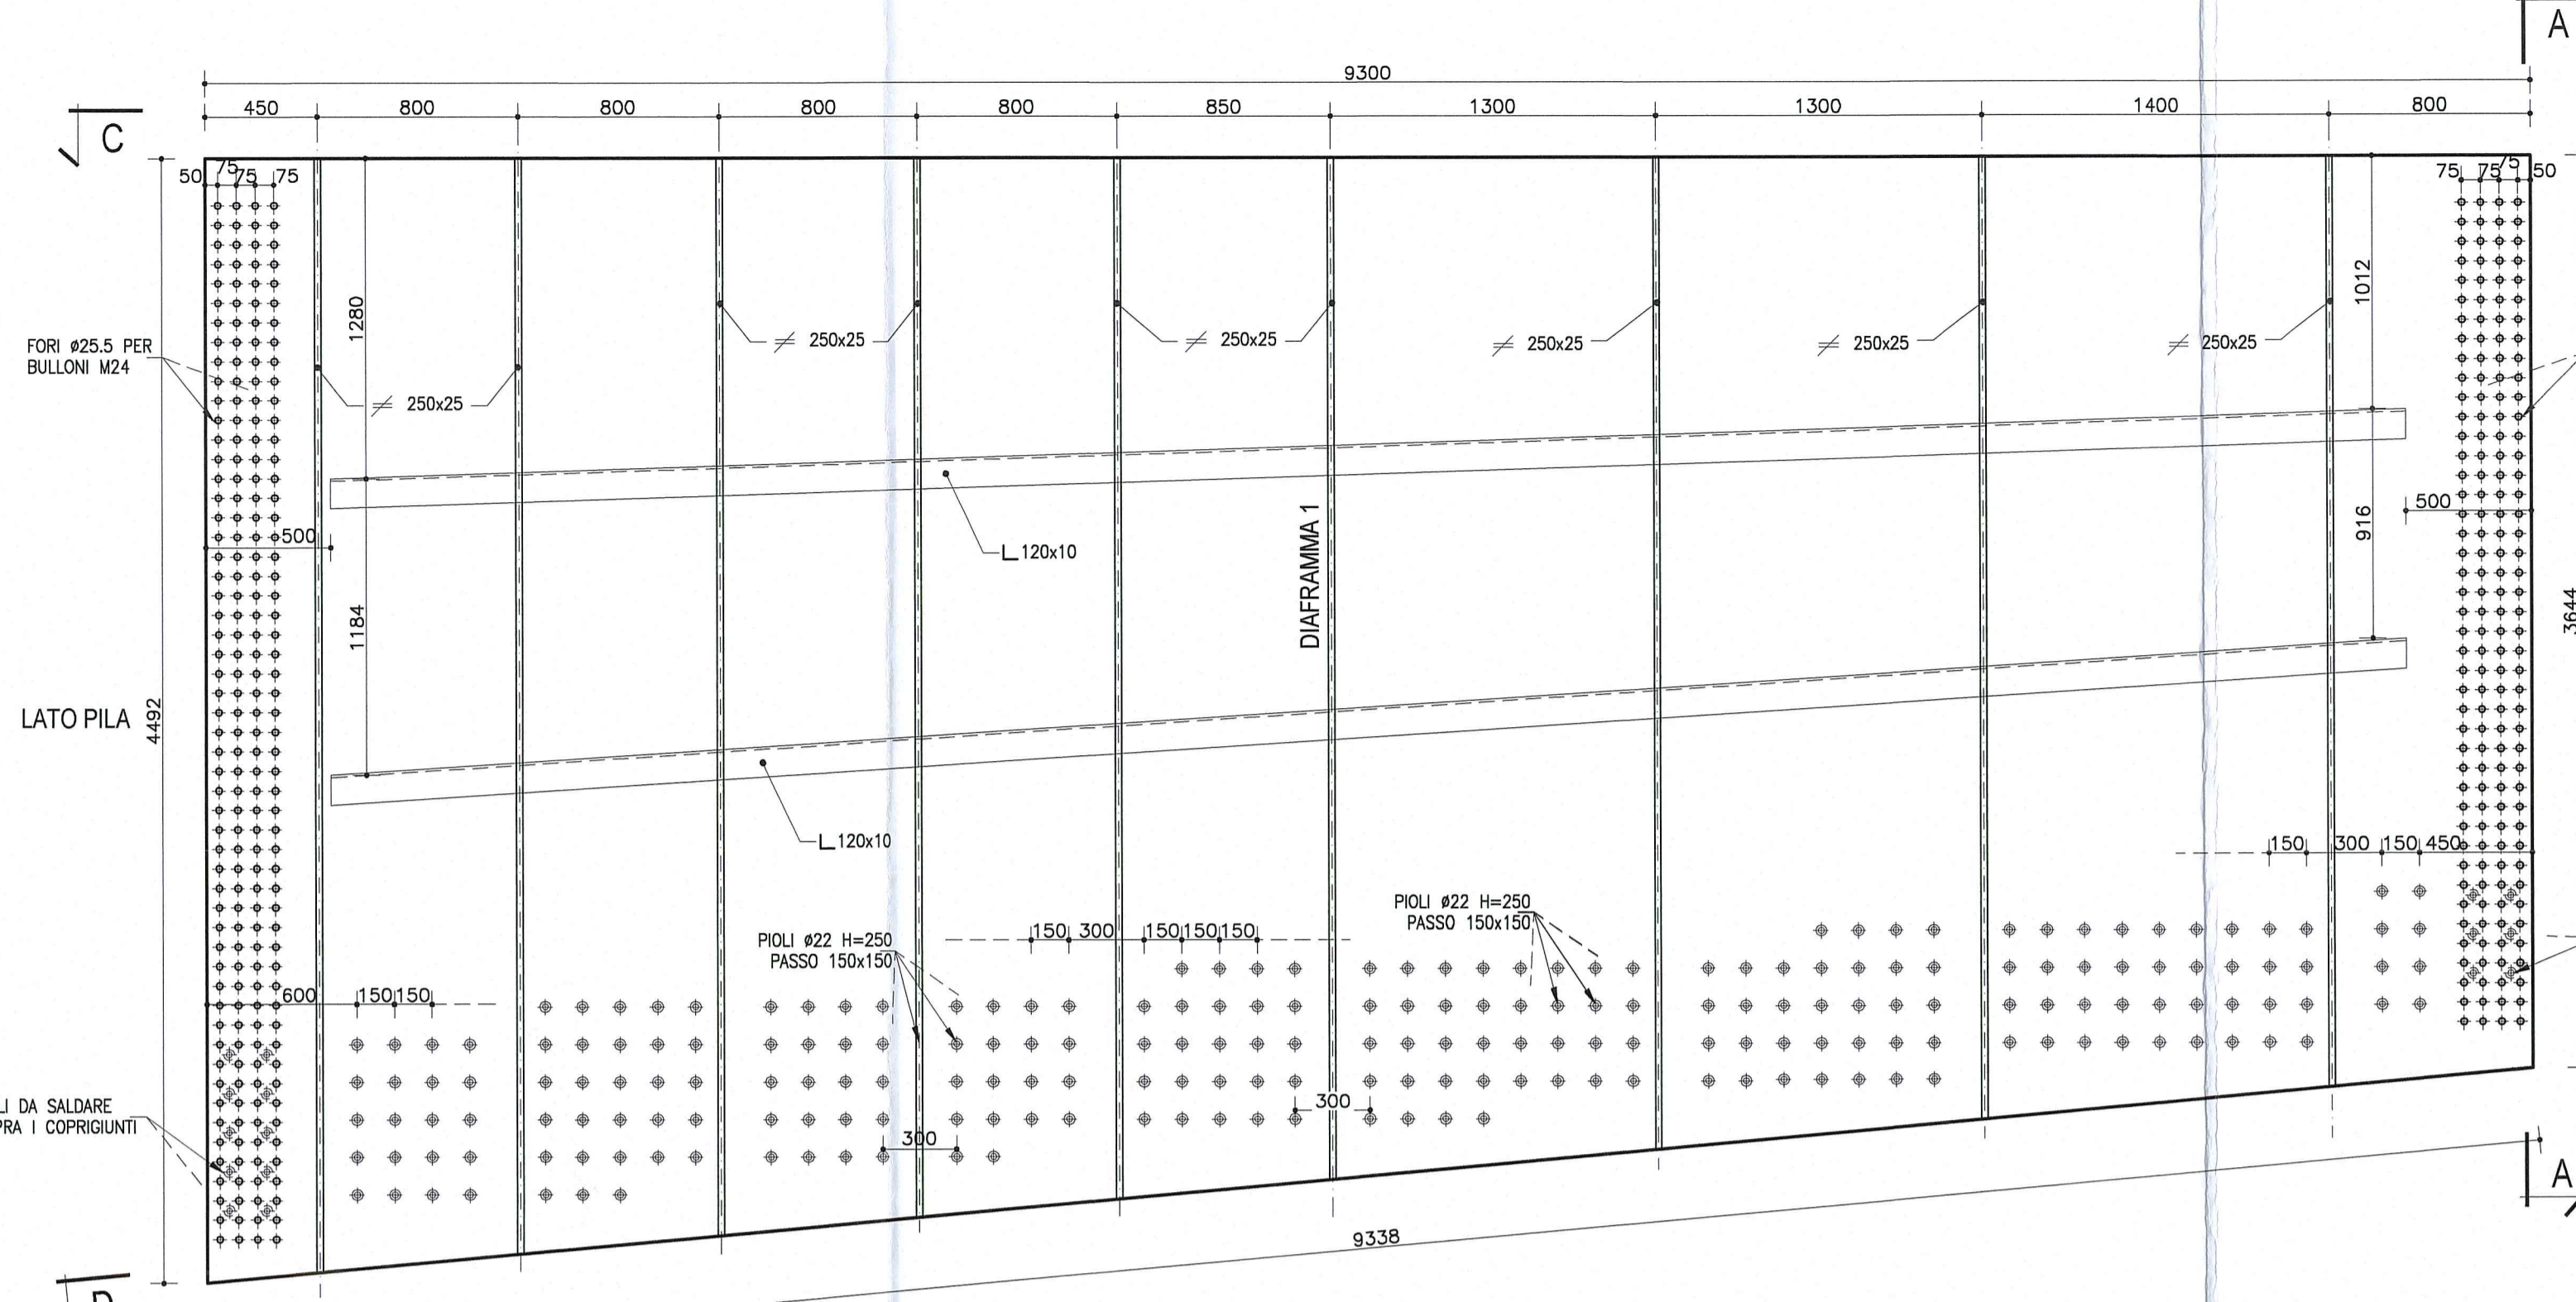 A
9300
450 800 800 800 800 850 1300 1300 1400 800
C
50 75 75 75
75 75 75 50
1280
1012
FORI ø25.5 PER
BULLONI M24
250x25
250x25
250x25
250x25
250x25
250x25
500
500
L 120x10
DIAFRAMMA 1
916
1184
3644
LATO PILA
4492
L 120x10
150 300 150 450
PIOLI ø22 H=250
PASSO 150x150
PIOLI ø22 H=250
PASSO 150x150
150 300 150 150 150
600 150 150
300
300
DA SALDARE
I COPRIGIUNTI
A
9338